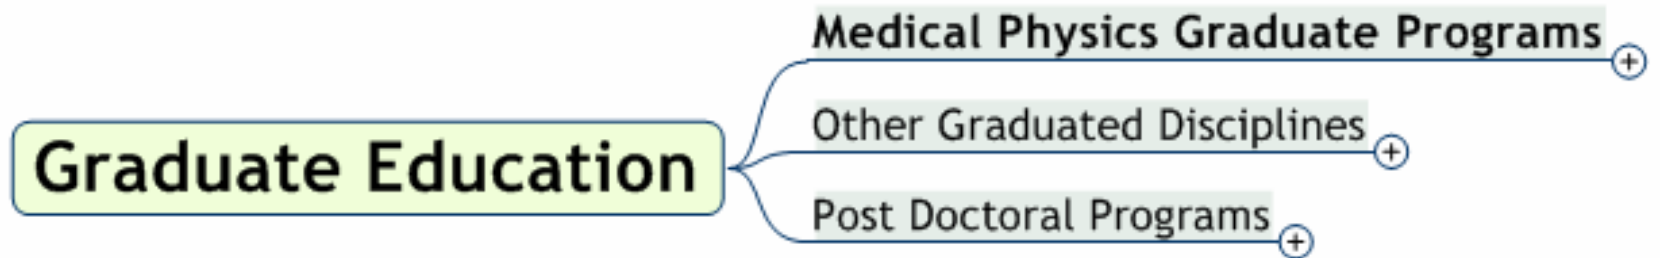 Medical Physics Graduate Programs
Other Graduated Disciplines
Graduate Education
Post Doctoral Programs